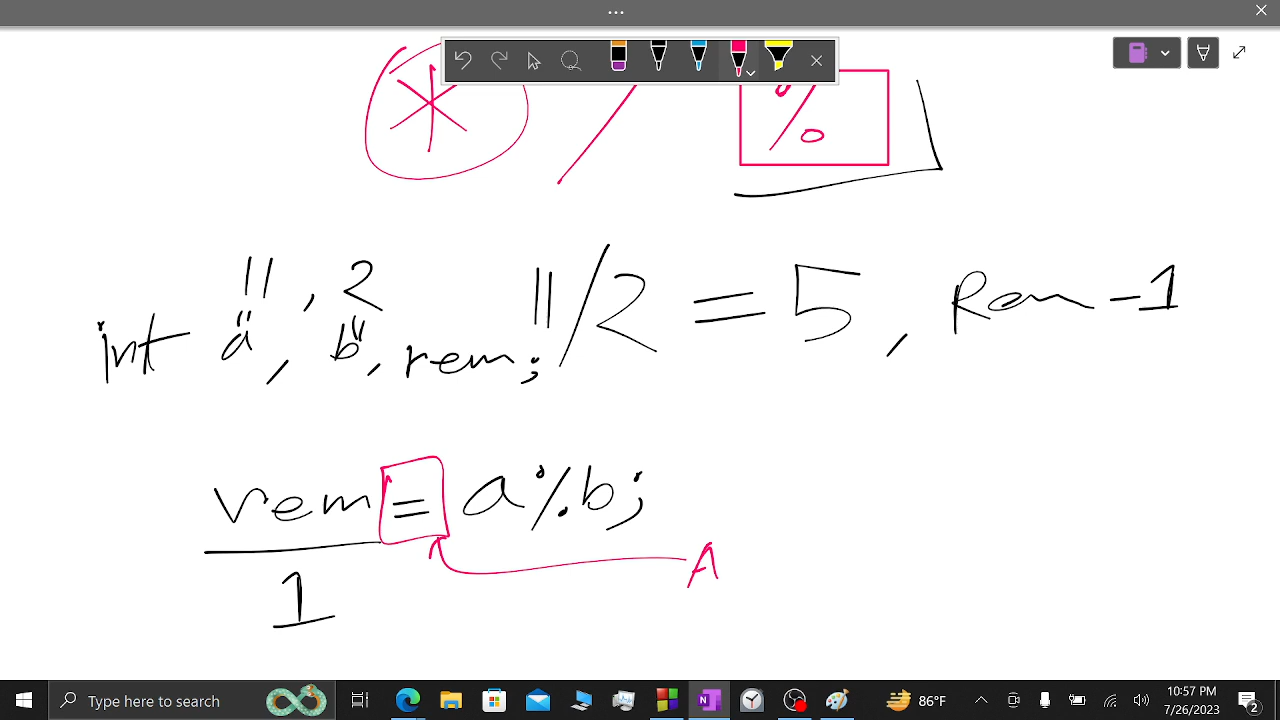 * / %
11 , 2 11/2 = 5 , Rem - 1
int a, b, rem;
rem = a % b;
A
1
Type here to search
86°F
10:57 PM
7/26/2023
2